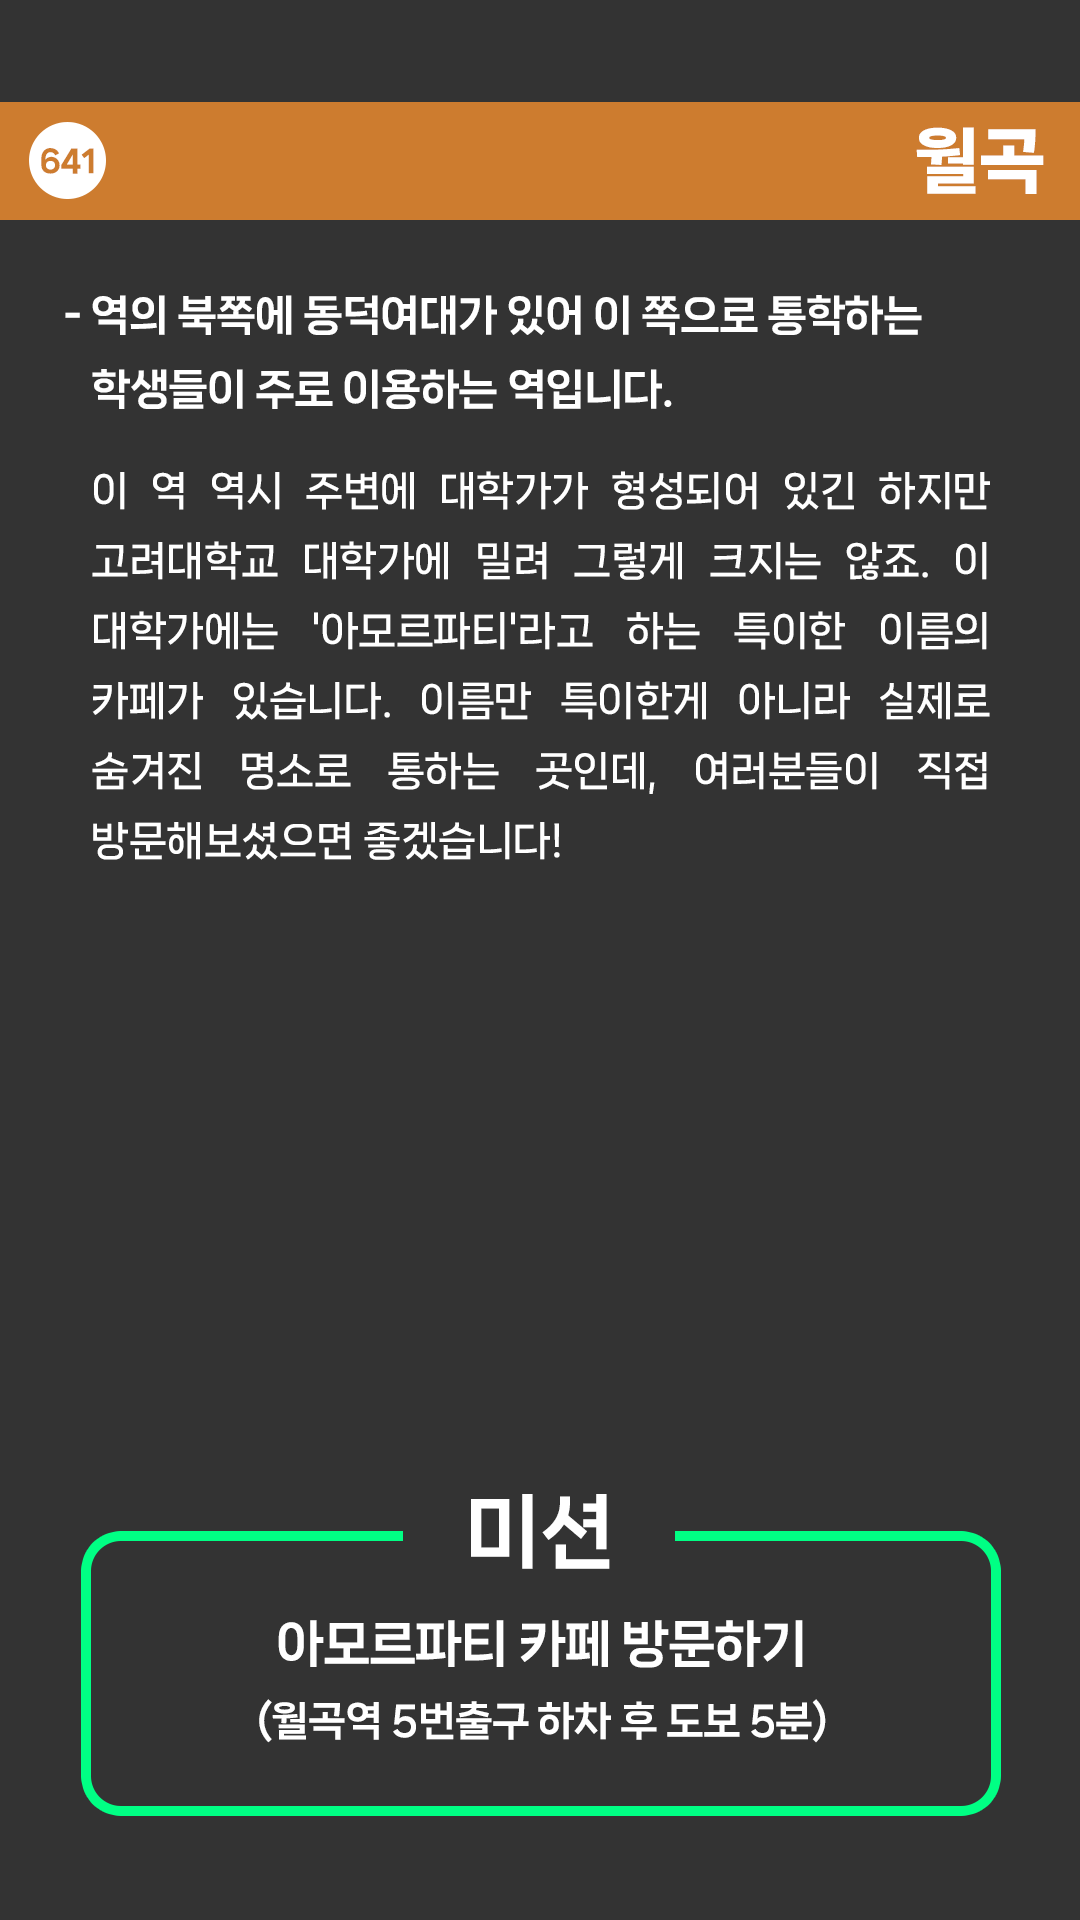 641
월곡
- 역의 북쪽에 동덕여대가 있어 이 쪽으로 통학하는
학생들이 주로 이용하는 역입니다.
이 역 역시 주변에 대학가가 형성되어 있긴 하지만
고려대학교 대학가에 밀려 그렇게 크지는 않죠. 이
대학가에는 '아모르파티'라고 하는 특이한 이름의
카페가 있습니다. 이름만 특이한게 아니라 실제로
숨겨진 명소로 통하는 곳인데, 여러분들이 직접
방문해보셨으면 좋겠습니다!
미션
아모르파티 카페 방문하기
(월곡역 5번출구 하차 후 도보 5분)